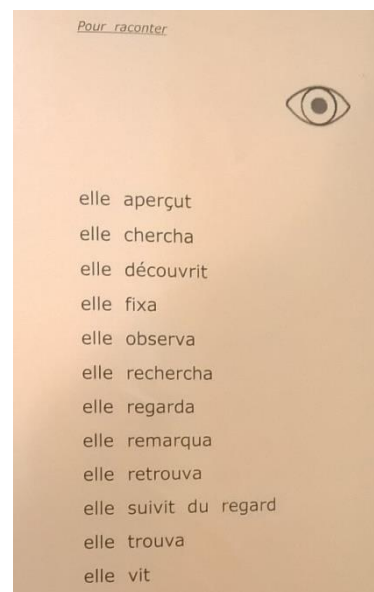 Pour raconter
elle aperçut
elle chercha
elle découvrit
elle fixa
elle observa
elle rechercha
elle regarda
elle remarqua
elle retrouva
elle suivit du regard
elle trouva
elle vit